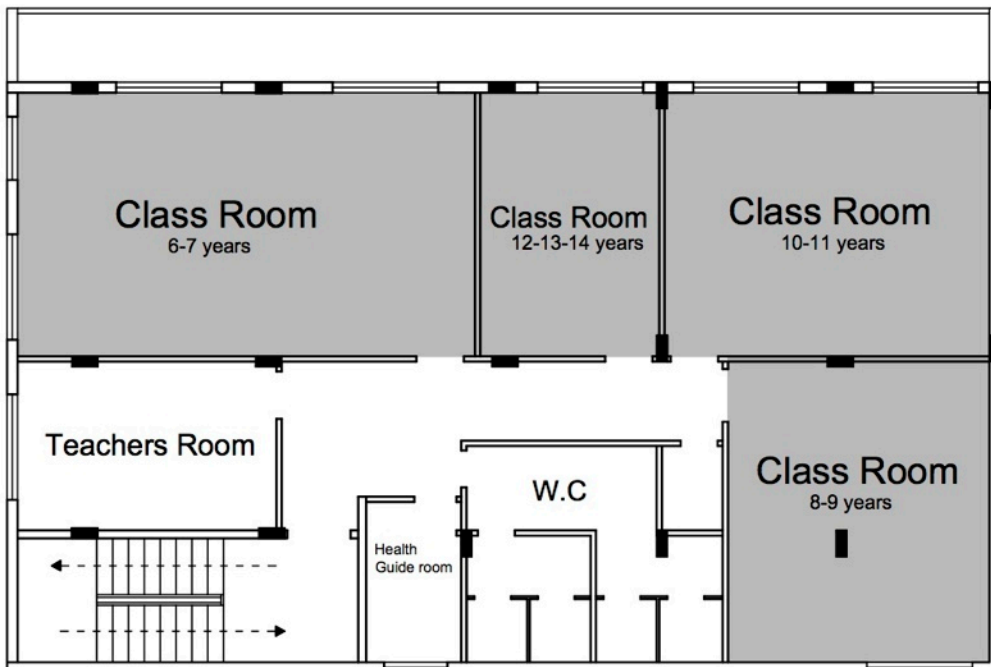 Class Room
6-7 years
Class Room
12-13-14 years
Class Room
10-11 years
Teachers Room
W.C
Class Room
8-9 years
Health
Guide room